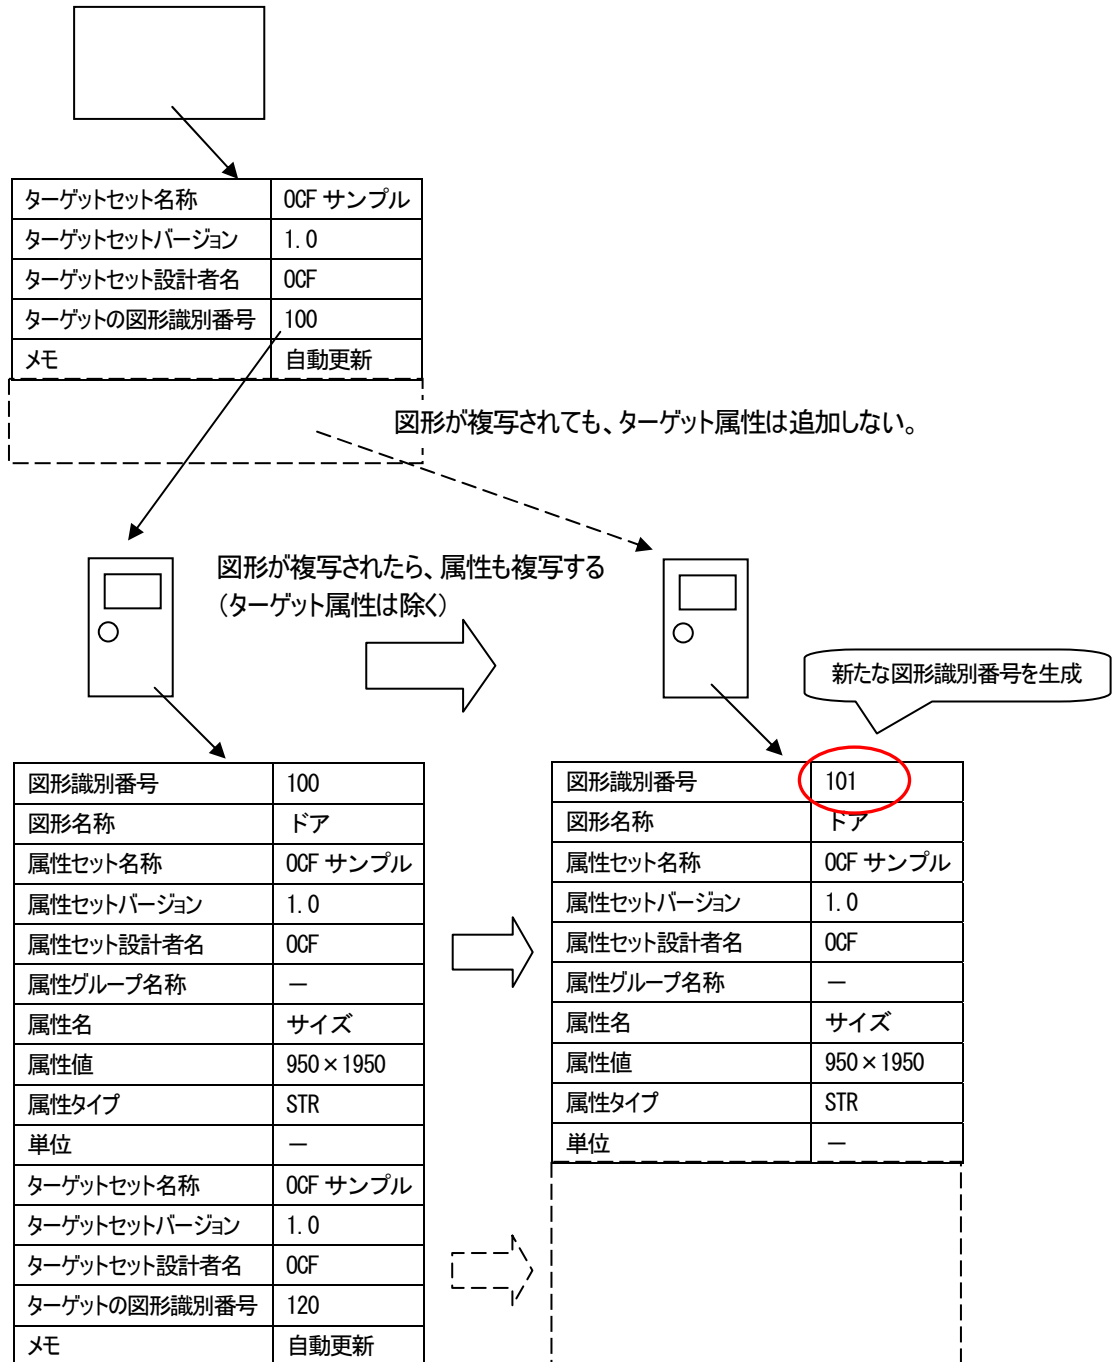 ターゲットセット名称 OCF サンプル
ターゲットセットバージョン 1.0
ターゲットセット設計者名 OCF
ターゲットの図形識別番号 100
メモ 自動更新
図形が複写されても、ターゲット属性は追加しない。
図形が複写されたら、属性も複写する
（ターゲット属性は除く）
新たな図形識別番号を生成
図形識別番号 100
図形名称 ドア
属性セット名称 OCF サンプル
属性セットバージョン 1.0
属性セット設計者名 OCF
属性グループ名称 －
属性名 サイズ
属性値 950×1950
属性タイプ STR
単位 －
ターゲットセット名称 OCF サンプル
ターゲットセットバージョン 1.0
ターゲットセット設計者名 OCF
ターゲットの図形識別番号 120
メモ 自動更新
図形識別番号 101
図形名称 ドア
属性セット名称 OCF サンプル
属性セットバージョン 1.0
属性セット設計者名 OCF
属性グループ名称 －
属性名 サイズ
属性値 950×1950
属性タイプ STR
単位 －